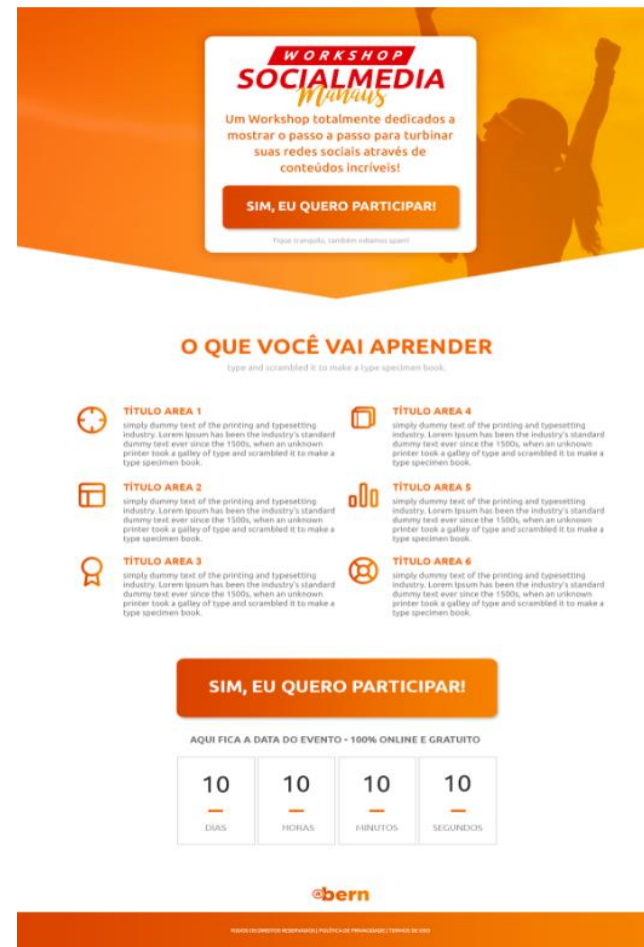 WORKSHOP
SOCIALMEDIA
Manaus
Um Workshop totalmente dedicados a
mostrar o passo a passo para turbinar
suas redes sociais através de
conteúdos incríveis!
SIM, EU QUERO PARTICIPAR!
Fique tranquilo, também odiamos spam!
O QUE VOCÊ VAI APRENDER
type and scrambled it to make a type specimen book.
TÍTULO AREA 1
simply dummy text of the printing and typesetting
industry. Lorem Ipsum has been the industry's standard
dummy text ever since the 1500s, when an unknown
printer took a galley of type and scrambled it to make a
type specimen book.
TÍTULO AREA 2
simply dummy text of the printing and typesetting
industry. Lorem Ipsum has been the industry's standard
dummy text ever since the 1500s, when an unknown
printer took a galley of type and scrambled it to make a
type specimen book.
TÍTULO AREA 3
simply dummy text of the printing and typesetting
industry. Lorem Ipsum has been the industry's standard
dummy text ever since the 1500s, when an unknown
printer took a galley of type and scrambled it to make a
type specimen book.
TÍTULO AREA 4
simply dummy text of the printing and typesetting
industry. Lorem Ipsum has been the industry's standard
dummy text ever since the 1500s, when an unknown
printer took a galley of type and scrambled it to make a
type specimen book.
TÍTULO AREA 5
simply dummy text of the printing and typesetting
industry. Lorem Ipsum has been the industry's standard
dummy text ever since the 1500s, when an unknown
printer took a galley of type and scrambled it to make a
type specimen book.
TÍTULO AREA 6
simply dummy text of the printing and typesetting
industry. Lorem Ipsum has been the industry's standard
dummy text ever since the 1500s, when an unknown
printer took a galley of type and scrambled it to make a
type specimen book.
SIM, EU QUERO PARTICIPAR!
AQUI FICA A DATA DO EVENTO - 100% ONLINE E GRATUITO
10 10 10 10
DIAS HORAS MINUTOS SEGUNDOS
@bern
TODOS OS DIREITOS RESERVADOS | POLÍTICA DE PRIVACIDADE | TERMOS DE USO